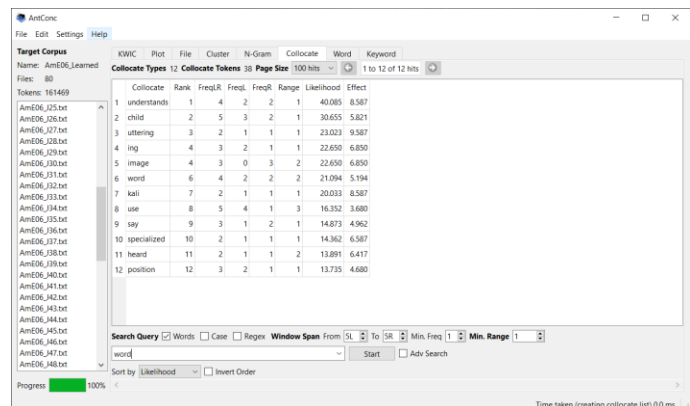 AntConc
File Edit Settings Help
Target Corpus
Name: AmE06_Learned
Files: 80
Tokens: 161469
AmE06_J25.txt
AmE06_J26.txt
AmE06_J27.txt
AmE06_J28.txt
AmE06_J29.txt
AmE06_J30.txt
AmE06_J31.txt
AmE06_J32.txt
AmE06_J33.txt
AmE06_J34.txt
AmE06_J35.txt
AmE06_J36.txt
AmE06_J37.txt
AmE06_J38.txt
AmE06_J39.txt
AmE06_J40.txt
AmE06_J41.txt
AmE06_J42.txt
AmE06_J43.txt
AmE06_J44.txt
AmE06_J45.txt
AmE06_J46.txt
AmE06_J47.txt
AmE06_J48.txt
Progress 100%
KWIC Plot File Cluster N-Gram Collocate Word Keyword
Collocate Types 12 Collocate Tokens 38 Page Size 100 hits 1 to 12 of 12 hits
Collocate Rank FreqLR FreqL FreqR Range Likelihood Effect
1 understands 1 4 2 2 1 40.085 8.587
2 child 2 5 3 2 1 30.655 5.821
3 uttering 3 2 1 1 1 23.023 9.587
4 ing 4 3 2 1 1 22.650 6.850
5 image 4 3 0 3 2 22.650 6.850
6 word 6 4 2 2 2 21.094 5.194
7 kali 7 2 1 1 1 20.033 8.587
8 use 8 5 4 1 3 16.352 3.680
9 say 9 3 1 2 1 14.873 4.962
10 specialized 10 2 1 1 1 14.362 6.587
11 heard 11 2 1 1 2 13.891 6.417
12 position 12 3 2 1 1 13.735 4.680
Search Query Words Case Regex Window Span From 5L To 5R Min. Freq 1 Min. Range 1
word Start Adv Search
Sort by Likelihood Invert Order
Time taken (creating collocate list) 0.0 ms